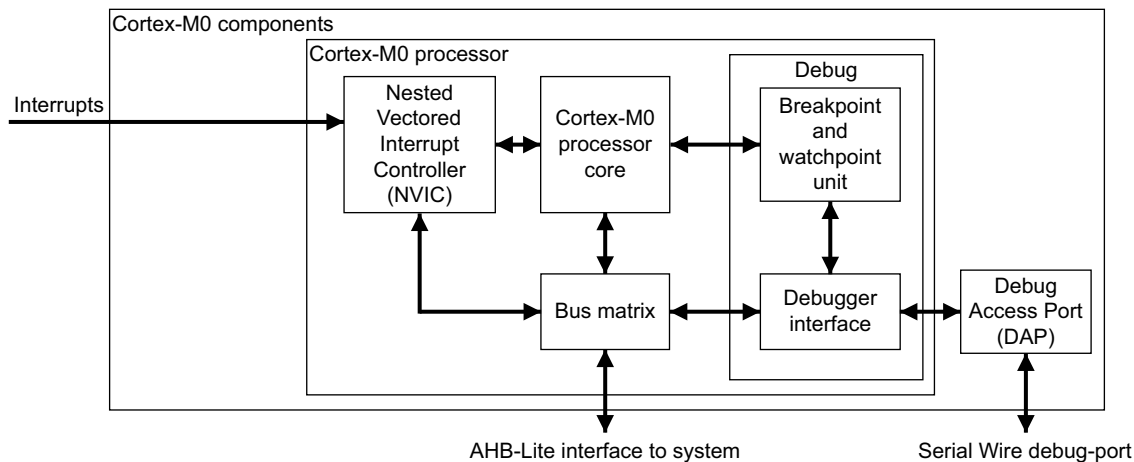 Cortex-M0 components
Cortex-M0 processor
Interrupts
Nested
Vectored
Interrupt
Controller
(NVIC)
Cortex-M0
processor
core
Debug
Breakpoint
and
watchpoint
unit
Bus matrix
Debugger
interface
Debug
Access Port
(DAP)
AHB-Lite interface to system
Serial Wire debug-port